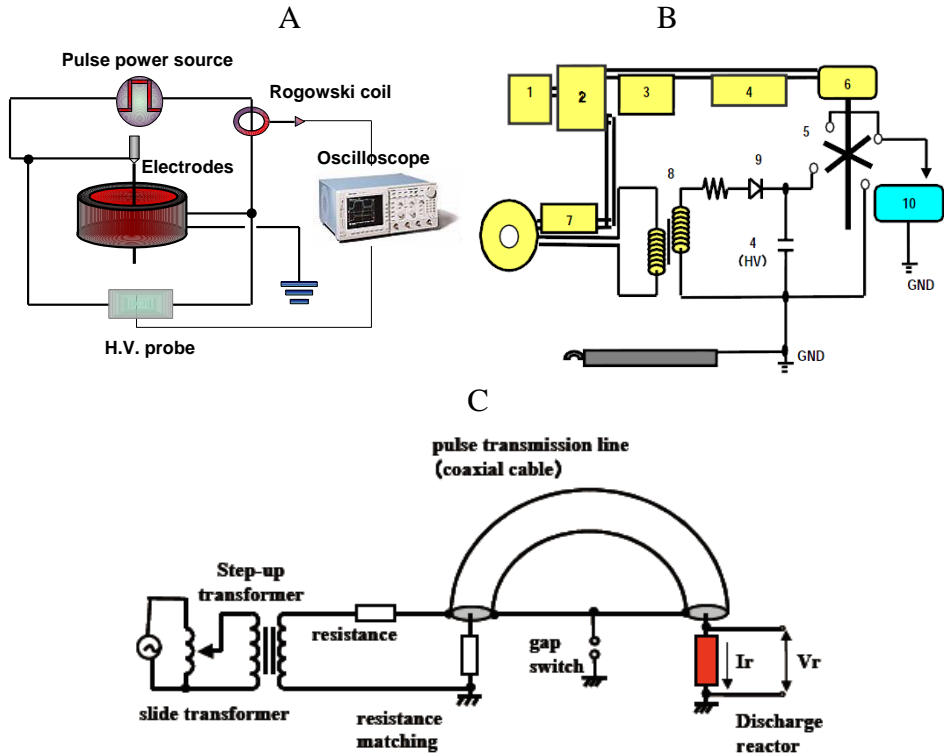 A
Pulse power source
Rogowski coil
Electrodes
Oscilloscope
H.V. probe
B
1
2
3
4
6
5
7
8
9
4
(HV)
10
GND
GND
C
pulse transmission line
(coaxial cable)
Step-up
transformer
resistance
gap
switch
Ir
Vr
slide transformer
resistance
matching
Discharge
reactor